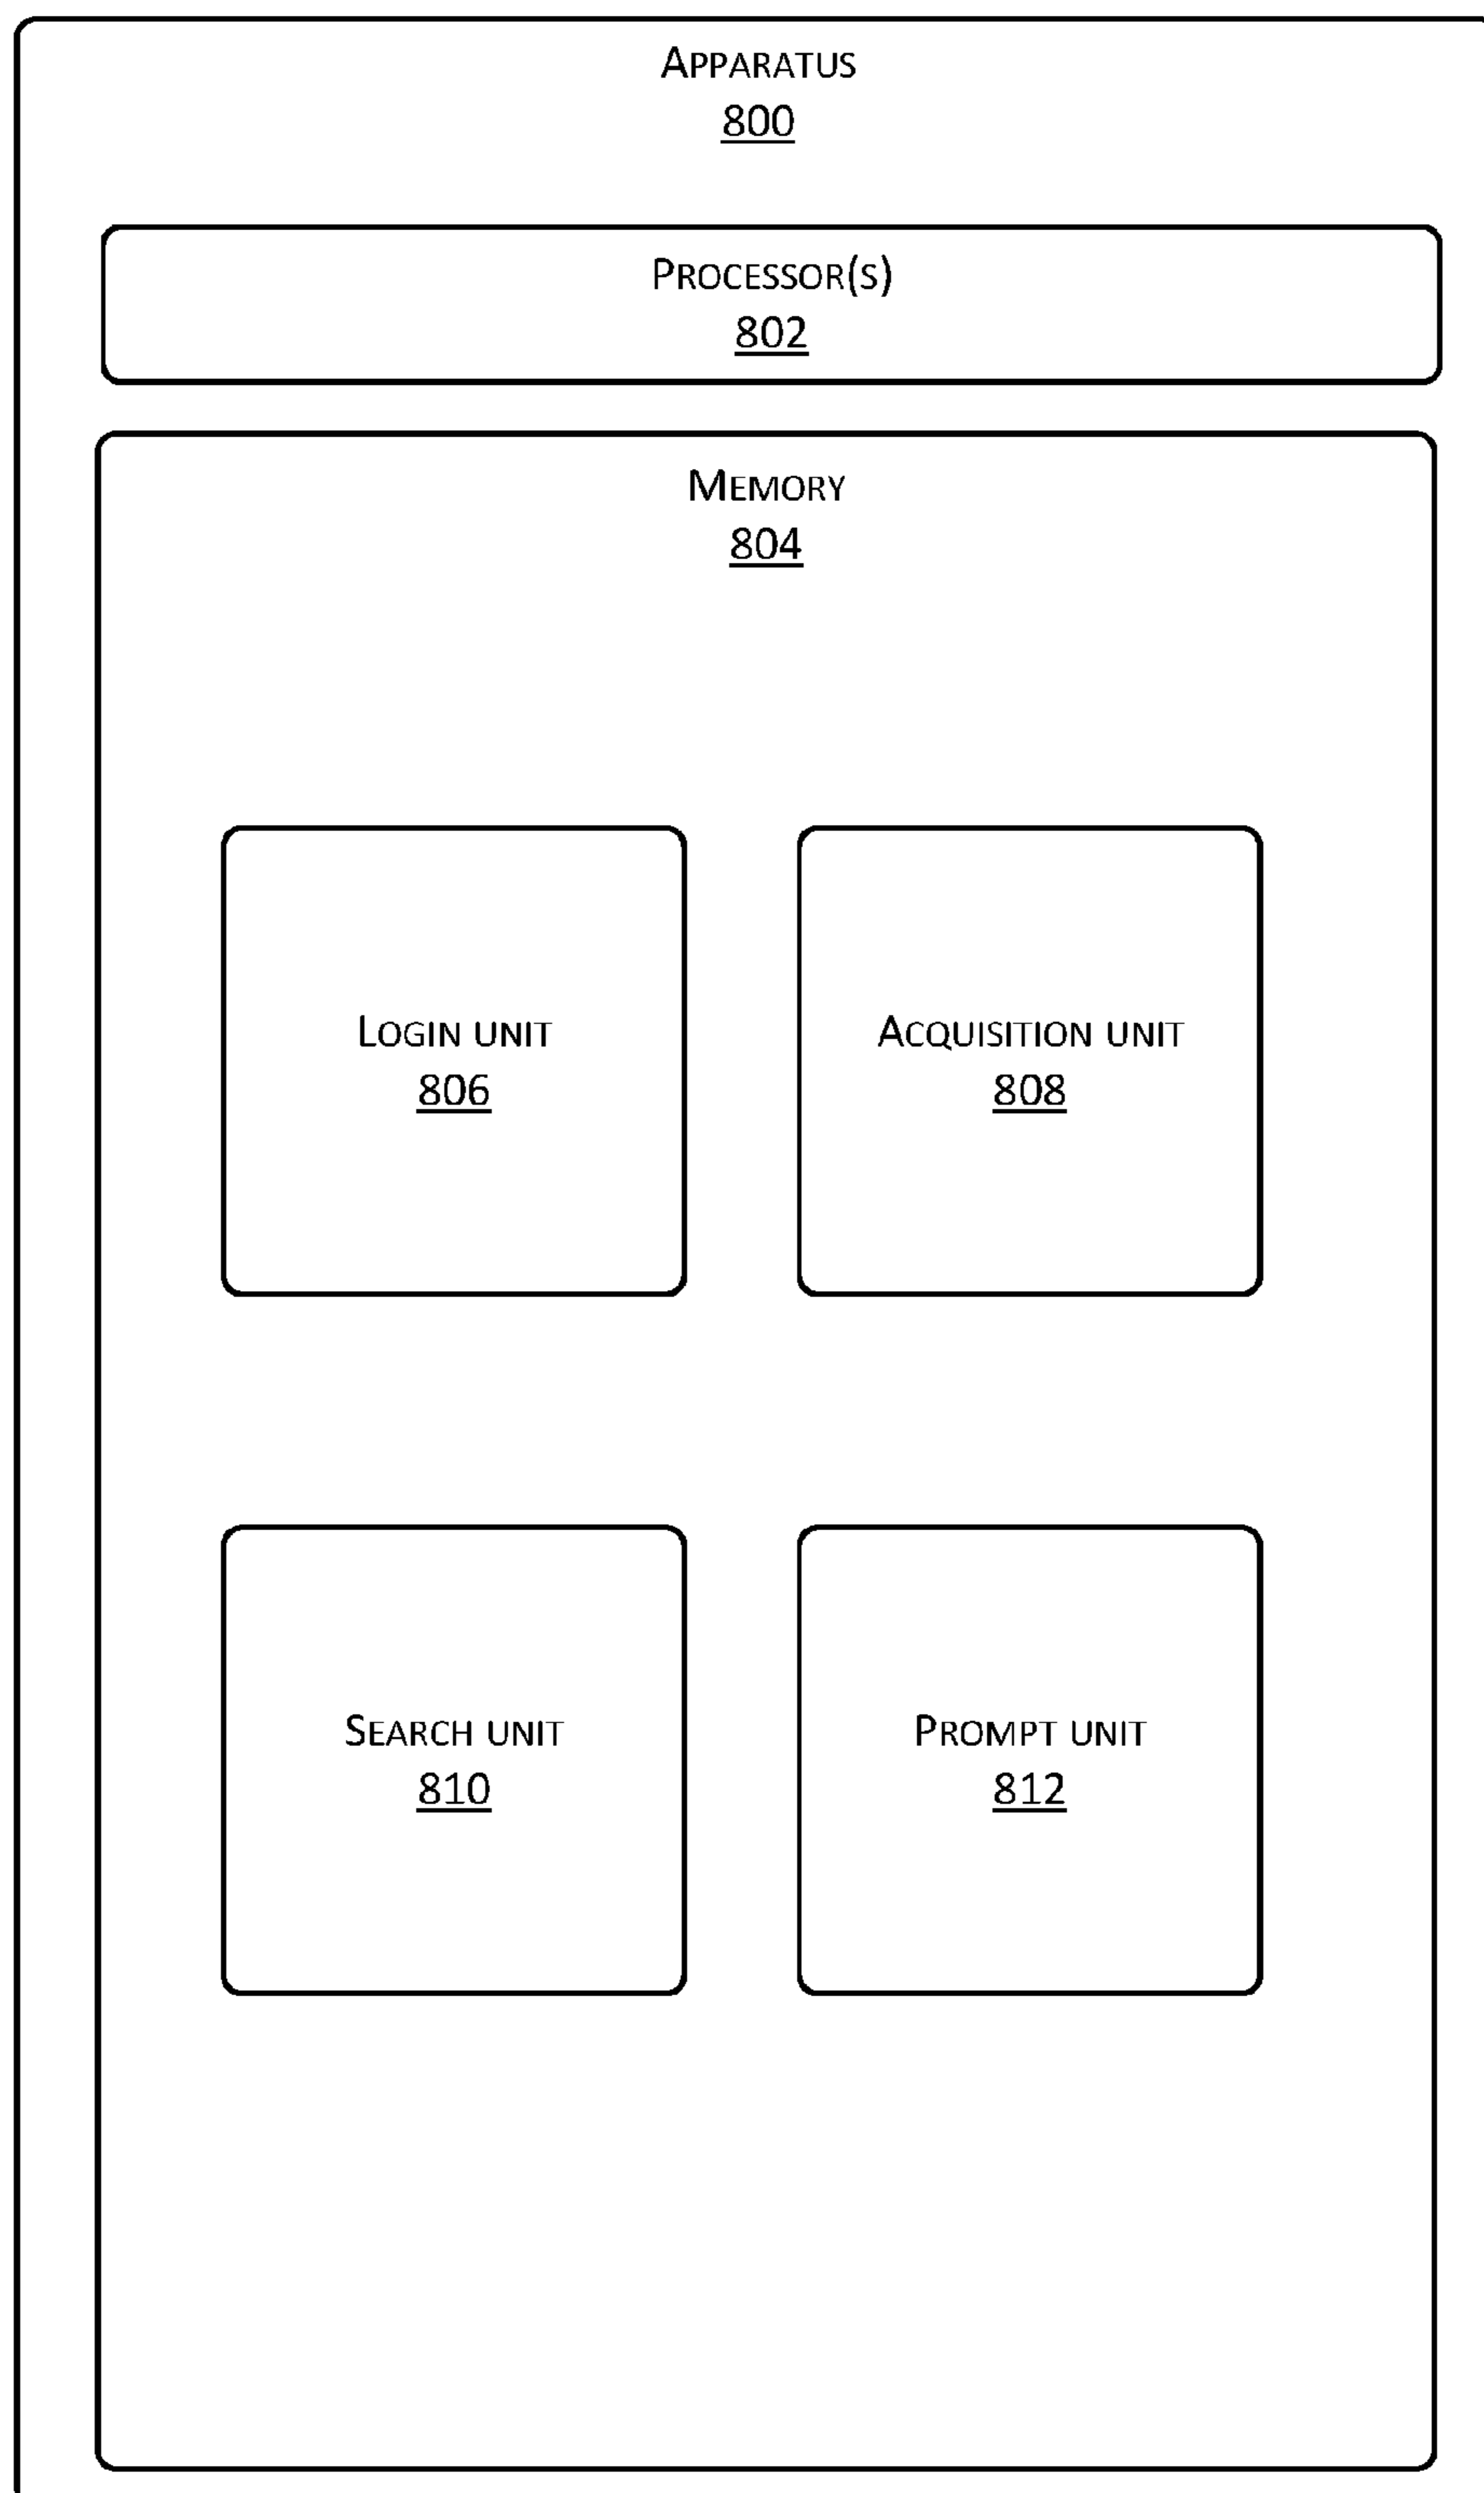 APPARATUS
800
PROCESSOR(S)
802
MEMORY
804
LOGIN UNIT
806
ACQUISITION UNIT
808
SEARCH UNIT
810
PROMPT UNIT
812